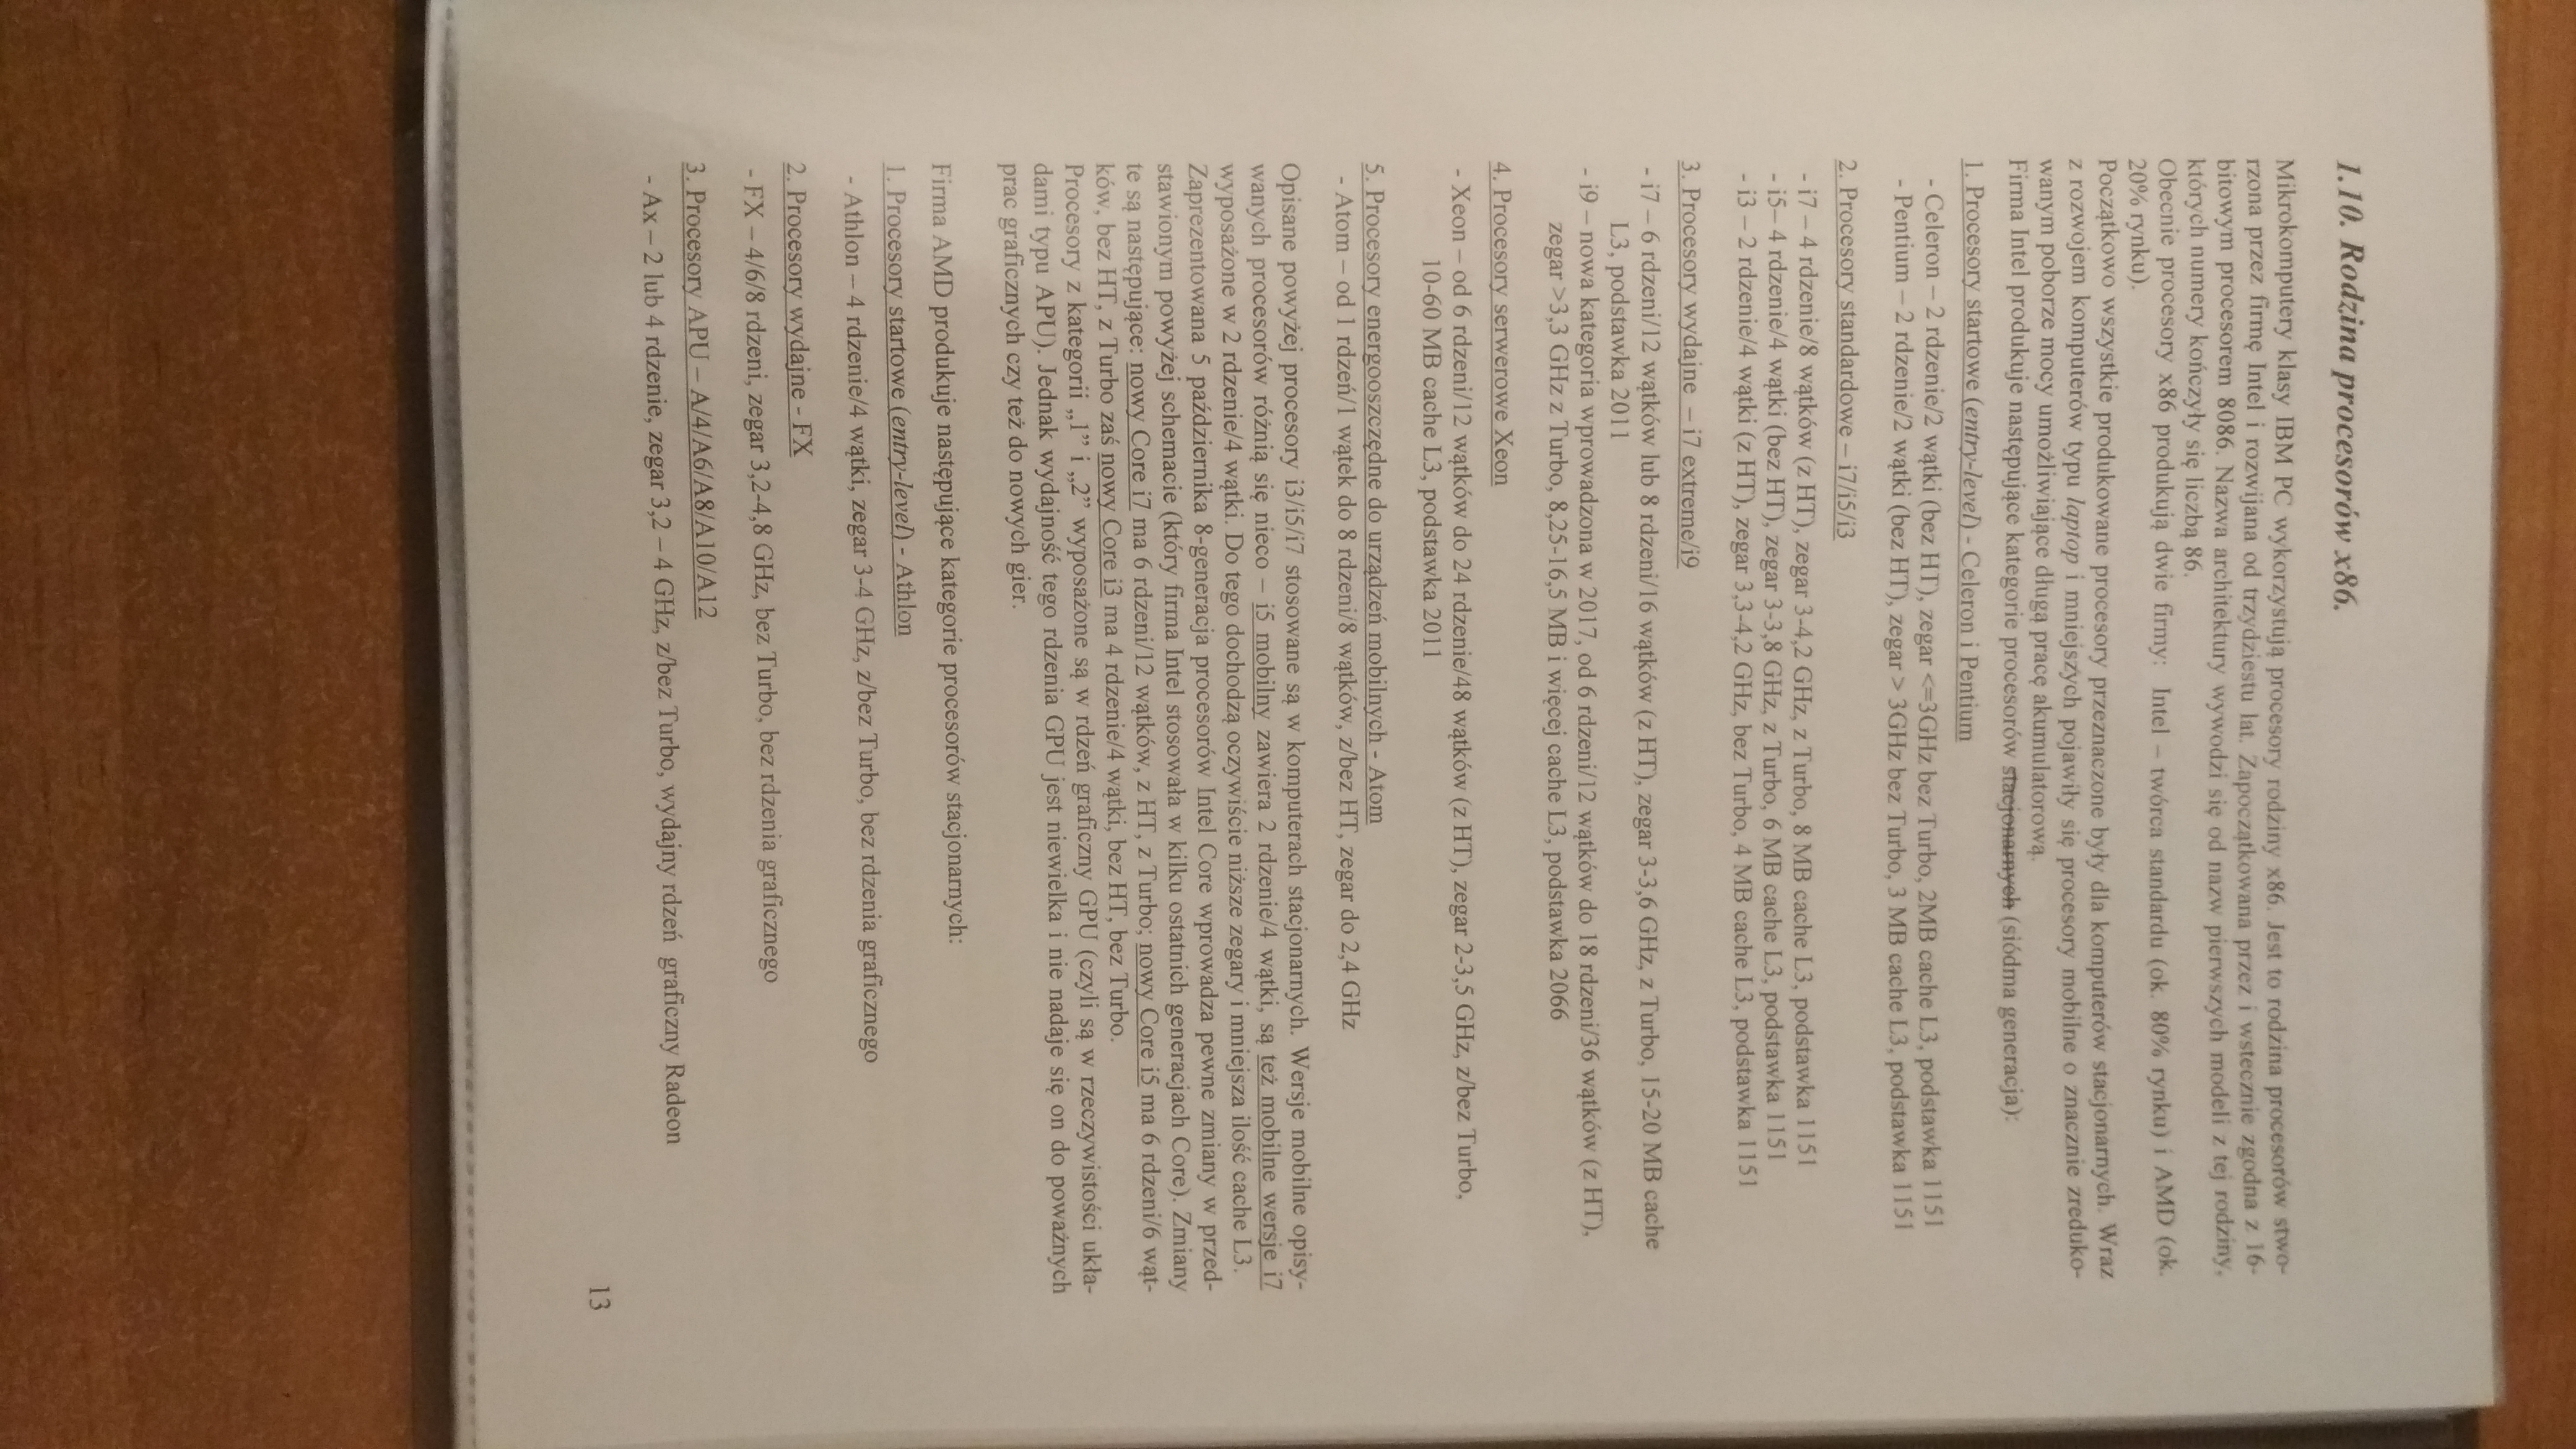 1.10. Rodzina procesorów x86.
Mikrokomputery klasy IBM PC wykorzystują procesory rodziny x86. Jest to rodzina procesorów stwo-
rzona przez firmę Intel i rozwijana od trzydziestu lat. Zapoczątkowana przez i wstecznie zgodna z 16-
bitowym procesorem 8086. Nazwa architektury wywodzi się od nazw pierwszych modeli z tej rodziny,
których numery kończyły się liczbą 86.
Obecnie procesory x86 produkują dwie firmy: Intel – twórca standardu (ok. 80% rynku) i AMD (ok.
20% rynku).
Początkowo wszystkie produkowane procesory przeznaczone były dla komputerów stacjonarnych. Wraz
z rozwojem komputerów typu laptop i mniejszych pojawiły się procesory mobilne o znacznie zreduko-
wanym poborze mocy umożliwiające długą pracę akumulatorową.
Firma Intel produkuje następujące kategorie procesorów stacjonarnych (siódma generacja):
1. Procesory startowe (entry-level) - Celeron i Pentium
- Celeron – 2 rdzenie/2 wątki (bez HT), zegar <=3GHz bez Turbo, 2MB cache L3, podstawka 1151
- Pentium – 2 rdzenie/2 wątki (bez HT), zegar > 3GHz bez Turbo, 3 MB cache L3, podstawka 1151
2. Procesory standardowe – i7/i5/i3
- i7 – 4 rdzenie/8 wątków (z HT), zegar 3-4,2 GHz, z Turbo, 8 MB cache L3, podstawka 1151
- i5– 4 rdzenie/4 wątki (bez HT), zegar 3-3,8 GHz, z Turbo, 6 MB cache L3, podstawka 1151
- i3 – 2 rdzenie/4 wątki (z HT), zegar 3,3-4,2 GHz, bez Turbo, 4 MB cache L3, podstawka 1151
3. Procesory wydajne – i7 extreme/i9
- i7 – 6 rdzeni/12 wątków lub 8 rdzeni/16 wątków (z HT), zegar 3-3,6 GHz, z Turbo, 15-20 MB cache
L3, podstawka 2011
- i9 – nowa kategoria wprowadzona w 2017, od 6 rdzeni/12 wątków do 18 rdzeni/36 wątków (z HT),
zegar >3,3 GHz z Turbo, 8,25-16,5 MB i więcej cache L3, podstawka 2066
4. Procesory serwerowe Xeon
- Xeon – od 6 rdzeni/12 wątków do 24 rdzenie/48 wątków (z HT), zegar 2-3,5 GHz, z/bez Turbo,
10-60 MB cache L3, podstawka 2011
5. Procesory energooszczędne do urządzeń mobilnych - Atom
- Atom – od 1 rdzeń/1 wątek do 8 rdzeni/8 wątków, z/bez HT, zegar do 2,4 GHz
Opisane powyżej procesory i3/i5/i7 stosowane są w komputerach stacjonarnych. Wersje mobilne opisy-
wanych procesorów różnią się nieco – i5 mobilny zawiera 2 rdzenie/4 wątki, są też mobilne wersje i7
wyposażone w 2 rdzenie/4 wątki. Do tego dochodzą oczywiście niższe zegary i mniejsza ilość cache L3.
Zaprezentowana 5 października 8-generacja procesorów Intel Core wprowadza pewne zmiany w przed-
stawionym powyżej schemacie (który firma Intel stosowała w kilku ostatnich generacjach Core). Zmiany
te są następujące: nowy Core i7 ma 6 rdzeni/12 wątków, z HT, z Turbo; nowy Core i5 ma 6 rdzeni/6 wąt-
ków, bez HT, z Turbo zaś nowy Core i3 ma 4 rdzenie/4 wątki, bez HT, bez Turbo.
Procesory z kategorii „1” i „2” wyposażone są w rdzeń graficzny GPU (czyli są w rzeczywistości ukła-
dami typu APU). Jednak wydajność tego rdzenia GPU jest niewielka i nie nadaje się on do poważnych
prac graficznych czy też do nowych gier.
Firma AMD produkuje następujące kategorie procesorów stacjonarnych:
1. Procesory startowe (entry-level) - Athlon
- Athlon – 4 rdzenie/4 wątki, zegar 3-4 GHz, z/bez Turbo, bez rdzenia graficznego
2. Procesory wydajne - FX
- FX – 4/6/8 rdzeni, zegar 3,2-4,8 GHz, bez Turbo, bez rdzenia graficznego
3. Procesory APU – A/4/A6/A8/A10/A12
- Ax – 2 lub 4 rdzenie, zegar 3,2 – 4 GHz, z/bez Turbo, wydajny rdzeń graficzny Radeon
13